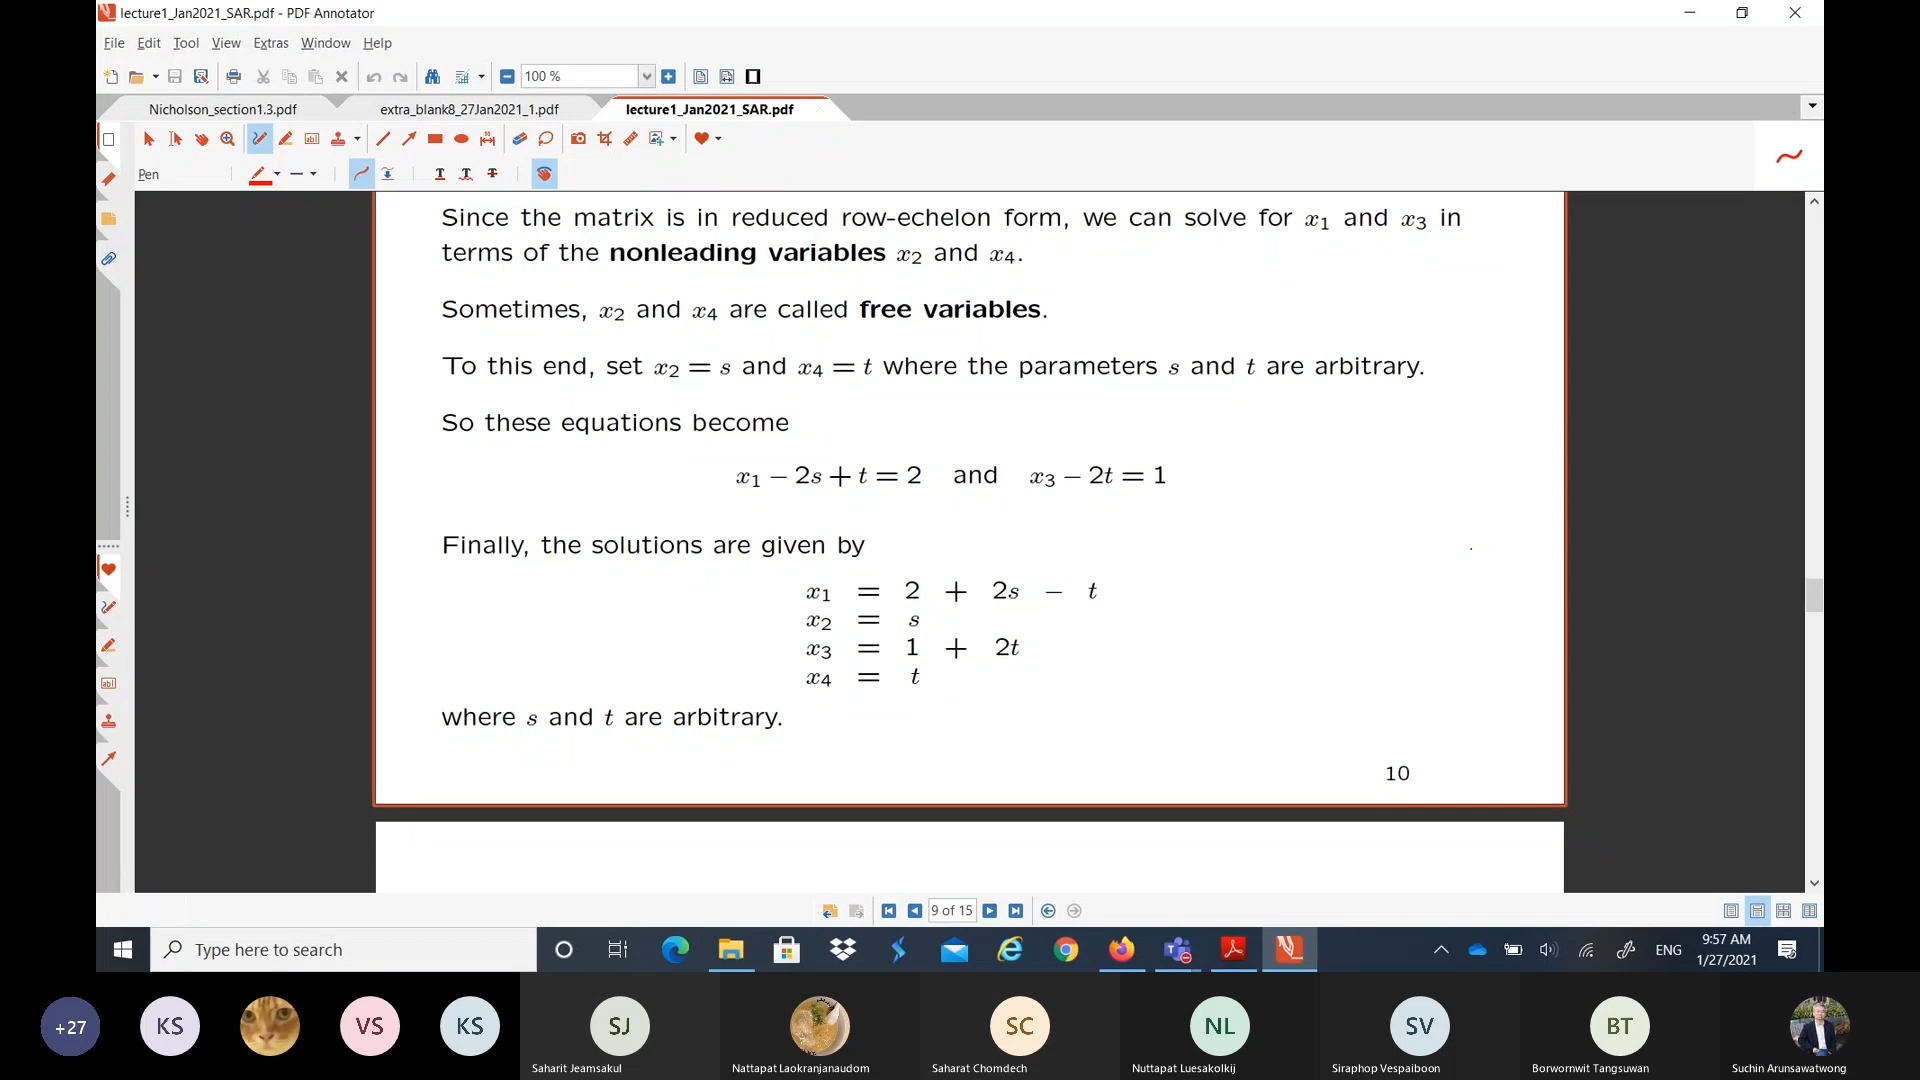 lecture1_Jan2021_SAR.pdf - PDF Annotator
File Edit Tool View Extras Window Help
100 %
Nicholson_section1.3.pdf extra_blank8_27Jan2021_1.pdf lecture1_Jan2021_SAR.pdf
Pen
Since the matrix is in reduced row-echelon form, we can solve for x₁ and x₃ in
terms of the nonleading variables x₂ and x₄.
Sometimes, x₂ and x₄ are called free variables.
To this end, set x₂ = s and x₄ = t where the parameters s and t are arbitrary.
So these equations become
x₁ − 2s + t = 2 and x₃ − 2t = 1
Finally, the solutions are given by
x₁ = 2 + 2s − t
x₂ = s
x₃ = 1 + 2t
x₄ = t
where s and t are arbitrary.
10
9 of 15
Type here to search
ENG
9:57 AM
1/27/2021
+27 KS VS KS SJ SC NL SV BT
Saharit Jeamsakul Nattapat Laokranjanaudom Saharat Chomdech Nuttapat Luesakolkij Siraphop Vespaiboon Borwornwit Tangsuwan Suchin Arunsawatwong